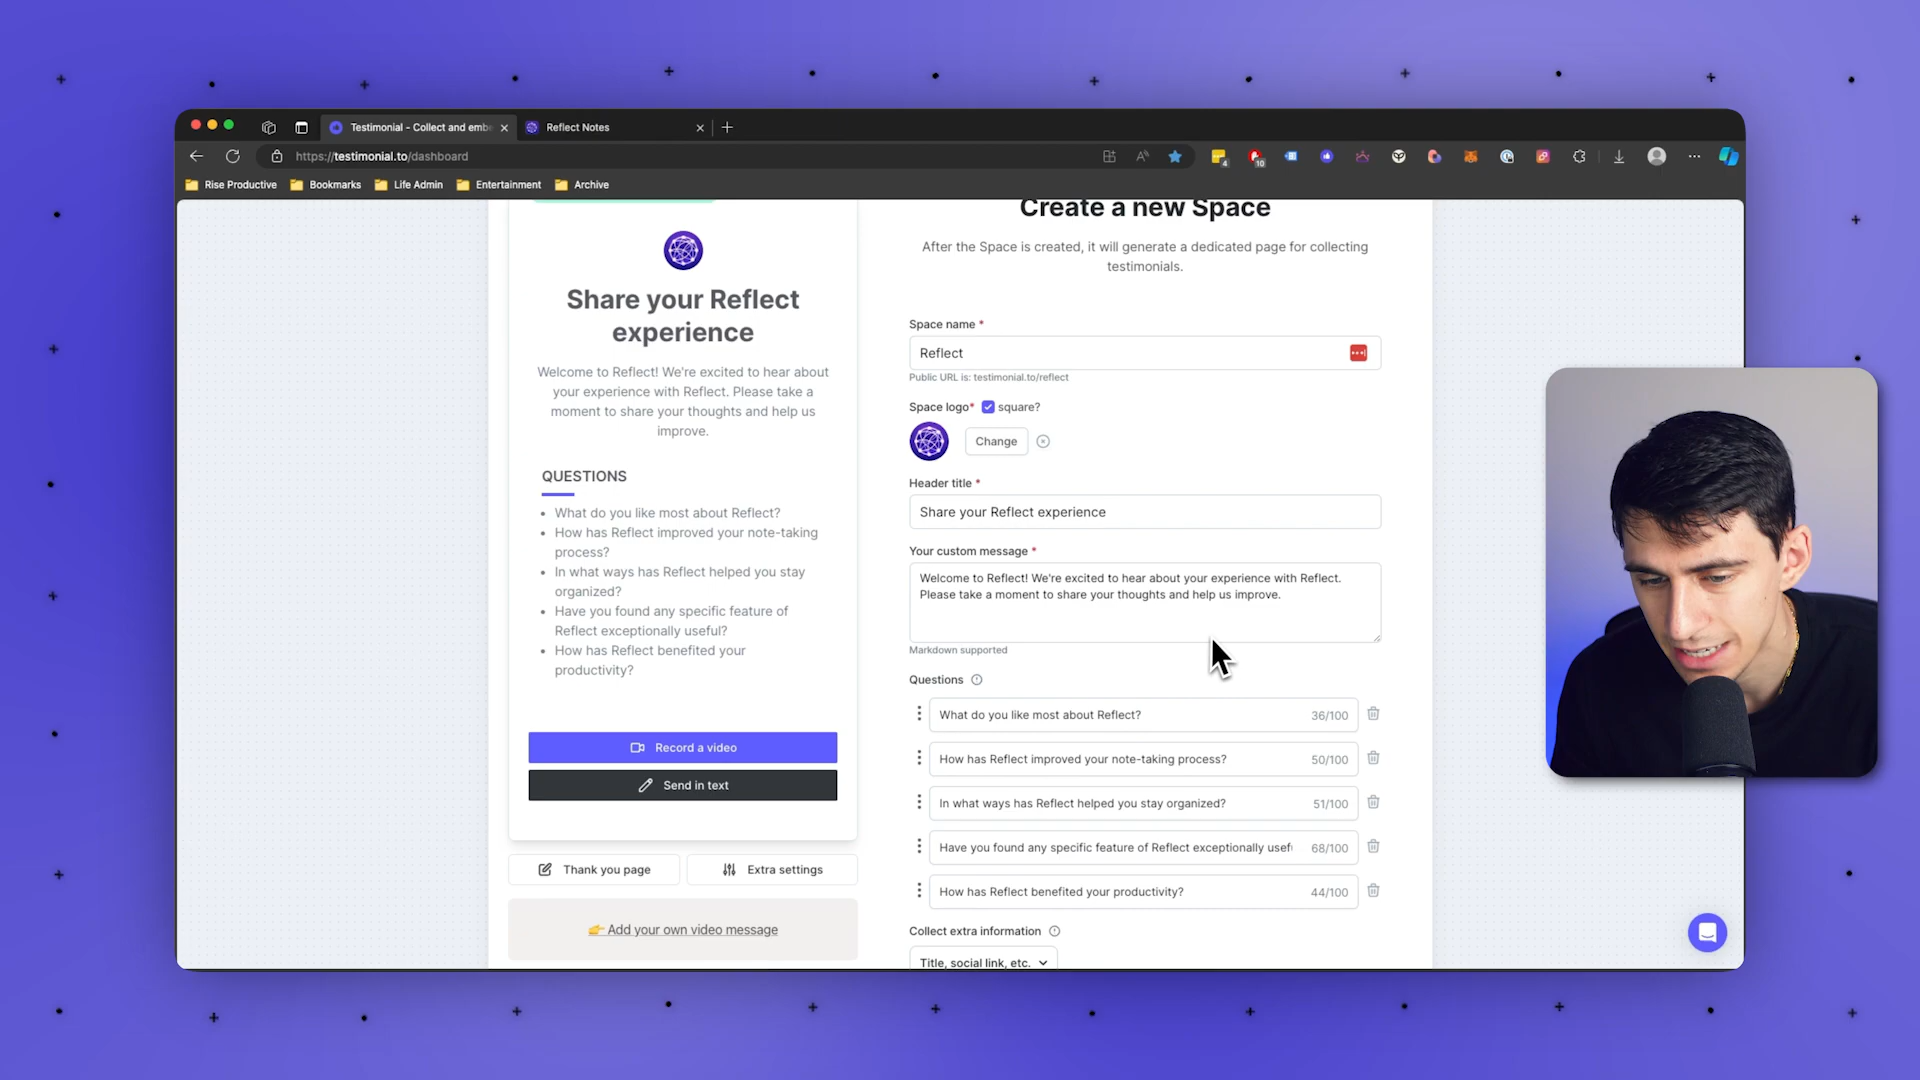 Testimonial - Collect and embe
Reflect Notes
https://testimonial.to/dashboard
4
10
Rise Productive
Bookmarks
Life Admin
Entertainment
Archive
Share your Reflect
experience
Welcome to Reflect! We're excited to hear about
your experience with Reflect. Please take a
moment to share your thoughts and help us
improve.
QUESTIONS
What do you like most about Reflect?
How has Reflect improved your note-taking
process?
In what ways has Reflect helped you stay
organized?
Have you found any specific feature of
Reflect exceptionally useful?
How has Reflect benefited your
productivity?
Record a video
Send in text
Thank you page
Extra settings
👉 Add your own video message
Create a new Space
After the Space is created, it will generate a dedicated page for collecting
testimonials.
Space name *
Reflect
Public URL is: testimonial.to/reflect
Space logo* square?
Change
Header title *
Share your Reflect experience
Your custom message *
Welcome to Reflect! We're excited to hear about your experience with Reflect.
Please take a moment to share your thoughts and help us improve.
Markdown supported
Questions
What do you like most about Reflect? 36/100
How has Reflect improved your note-taking process? 50/100
In what ways has Reflect helped you stay organized? 51/100
Have you found any specific feature of Reflect exceptionally usef 68/100
How has Reflect benefited your productivity? 44/100
Collect extra information
Title, social link, etc.